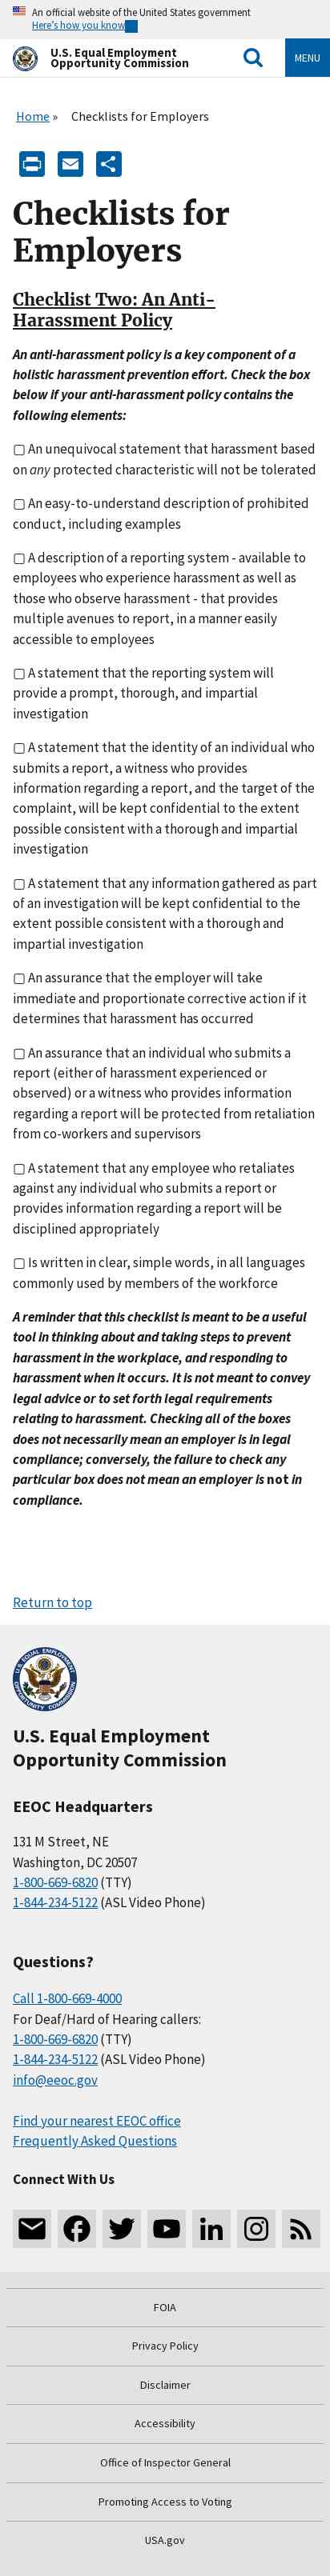 An official website of the United States government
Here's how you know
U.S. Equal Employment
Opportunity Commission
MENU
Home » Checklists for Employers
Checklists for
Employers
Checklist Two: An Anti-
Harassment Policy
An anti-harassment policy is a key component of a
holistic harassment prevention effort. Check the box
below if your anti-harassment policy contains the
following elements:
▢ An unequivocal statement that harassment based
on any protected characteristic will not be tolerated
▢ An easy-to-understand description of prohibited
conduct, including examples
▢ A description of a reporting system - available to
employees who experience harassment as well as
those who observe harassment - that provides
multiple avenues to report, in a manner easily
accessible to employees
▢ A statement that the reporting system will
provide a prompt, thorough, and impartial
investigation
▢ A statement that the identity of an individual who
submits a report, a witness who provides
information regarding a report, and the target of the
complaint, will be kept confidential to the extent
possible consistent with a thorough and impartial
investigation
▢ A statement that any information gathered as part
of an investigation will be kept confidential to the
extent possible consistent with a thorough and
impartial investigation
▢ An assurance that the employer will take
immediate and proportionate corrective action if it
determines that harassment has occurred
▢ An assurance that an individual who submits a
report (either of harassment experienced or
observed) or a witness who provides information
regarding a report will be protected from retaliation
from co-workers and supervisors
▢ A statement that any employee who retaliates
against any individual who submits a report or
provides information regarding a report will be
disciplined appropriately
▢ Is written in clear, simple words, in all languages
commonly used by members of the workforce
A reminder that this checklist is meant to be a useful
tool in thinking about and taking steps to prevent
harassment in the workplace, and responding to
harassment when it occurs. It is not meant to convey
legal advice or to set forth legal requirements
relating to harassment. Checking all of the boxes
does not necessarily mean an employer is in legal
compliance; conversely, the failure to check any
particular box does not mean an employer is not in
compliance.
Return to top
U.S. Equal Employment
Opportunity Commission
EEOC Headquarters
131 M Street, NE
Washington, DC 20507
1-800-669-6820 (TTY)
1-844-234-5122 (ASL Video Phone)
Questions?
Call 1-800-669-4000
For Deaf/Hard of Hearing callers:
1-800-669-6820 (TTY)
1-844-234-5122 (ASL Video Phone)
info@eeoc.gov
Find your nearest EEOC office
Frequently Asked Questions
Connect With Us
FOIA
Privacy Policy
Disclaimer
Accessibility
Office of Inspector General
Promoting Access to Voting
USA.gov